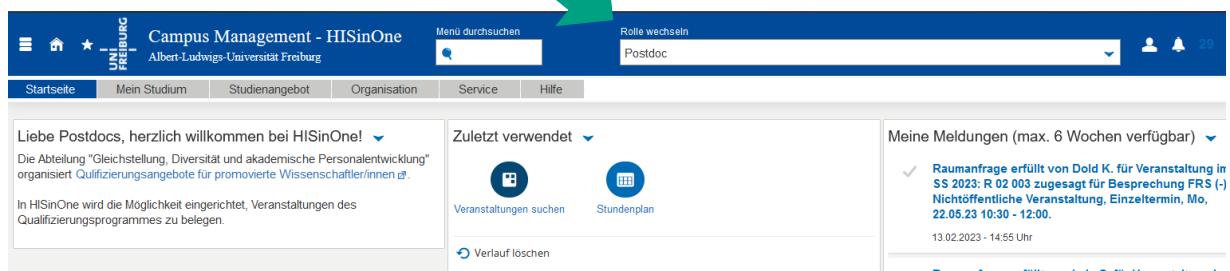 UNI
FREIBURG
Campus Management - HISinOne
Albert-Ludwigs-Universität Freiburg
Menü durchsuchen
Rolle wechseln
Postdoc
29
Startseite
Mein Studium
Studienangebot
Organisation
Service
Hilfe
Liebe Postdocs, herzlich willkommen bei HISinOne!
Die Abteilung "Gleichstellung, Diversität und akademische Personalentwicklung"
organisiert Qulifizierungsangebote für promovierte Wissenschaftler/innen.
In HISinOne wird die Möglichkeit eingerichtet, Veranstaltungen des
Qualifizierungsprogrammes zu belegen.
Zuletzt verwendet
Veranstaltungen suchen
Stundenplan
Verlauf löschen
Meine Meldungen (max. 6 Wochen verfügbar)
Raumanfrage erfüllt von Dold K. für Veranstaltung im
SS 2023: R 02 003 zugesagt für Besprechung FRS (-)
Nichtöffentliche Veranstaltung, Einzeltermin, Mo,
22.05.23 10:30 - 12:00.
13.02.2023 - 14:55 Uhr